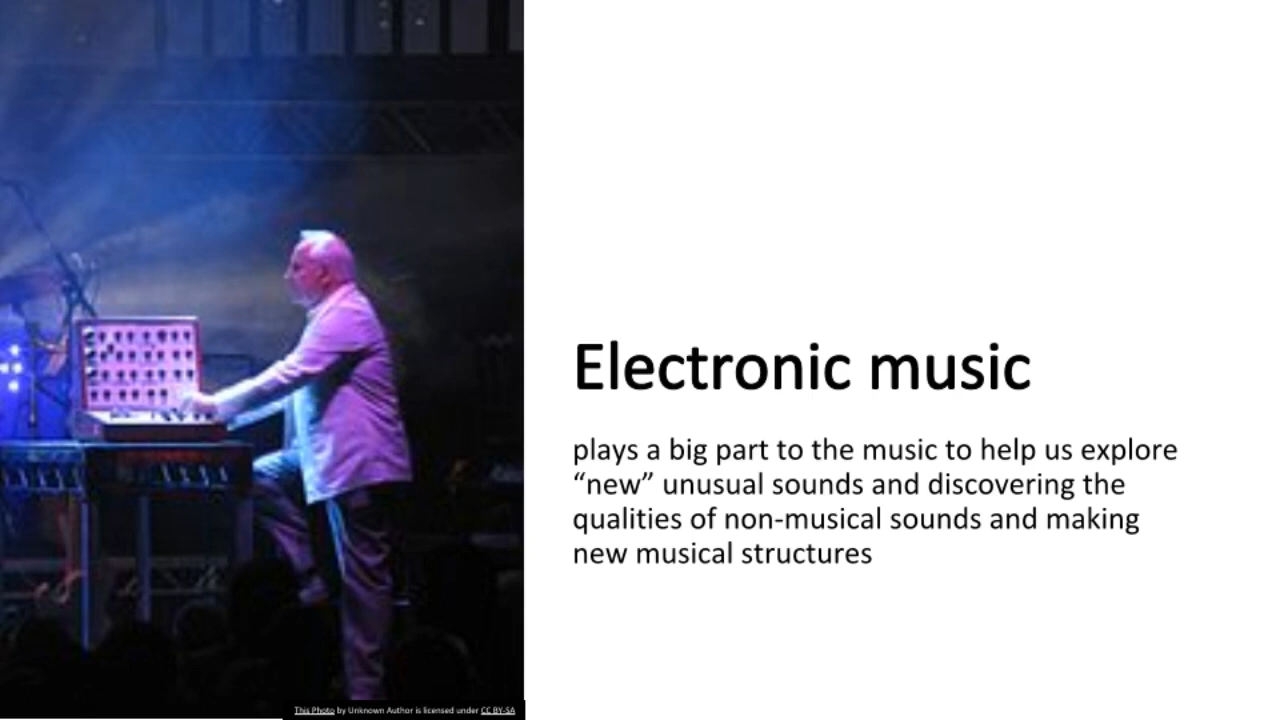 Electronic music
plays a big part to the music to help us explore
“new” unusual sounds and discovering the
qualities of non-musical sounds and making
new musical structures
This Photo by Unknown Author is licensed under CC BY-SA